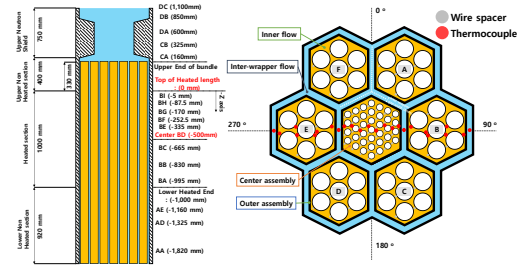 DC (1,100mm)
DB (850mm)
DA (600mm)
CB (325mm)
CA (160mm)
Upper End of bundle
Top of Heated length
: (0 mm)
BI (-5 mm)
BH (-87.5 mm)
BG (-170 mm)
BF (-252.5 mm)
BE (-335 mm)
Center BD (-500mm)
BC (-665 mm)
BB (-830 mm)
BA (-995 mm)
Lower Heated End
: (-1,000 mm)
AE (-1,160 mm)
AD (-1,325 mm)
AA (-1,820 mm)
Z-axis
Upper Neutron
Shield
750 mm
Upper Non
Heated section
400 mm
330 mm
Heated section
1000 mm
Lower Non
Heated section
920 mm
0 °
Wire spacer
Thermocouple
Inner flow
Inter-wrapper flow
F
A
270 °
E
B
90 °
Center assembly
Outer assembly
D
C
180 °